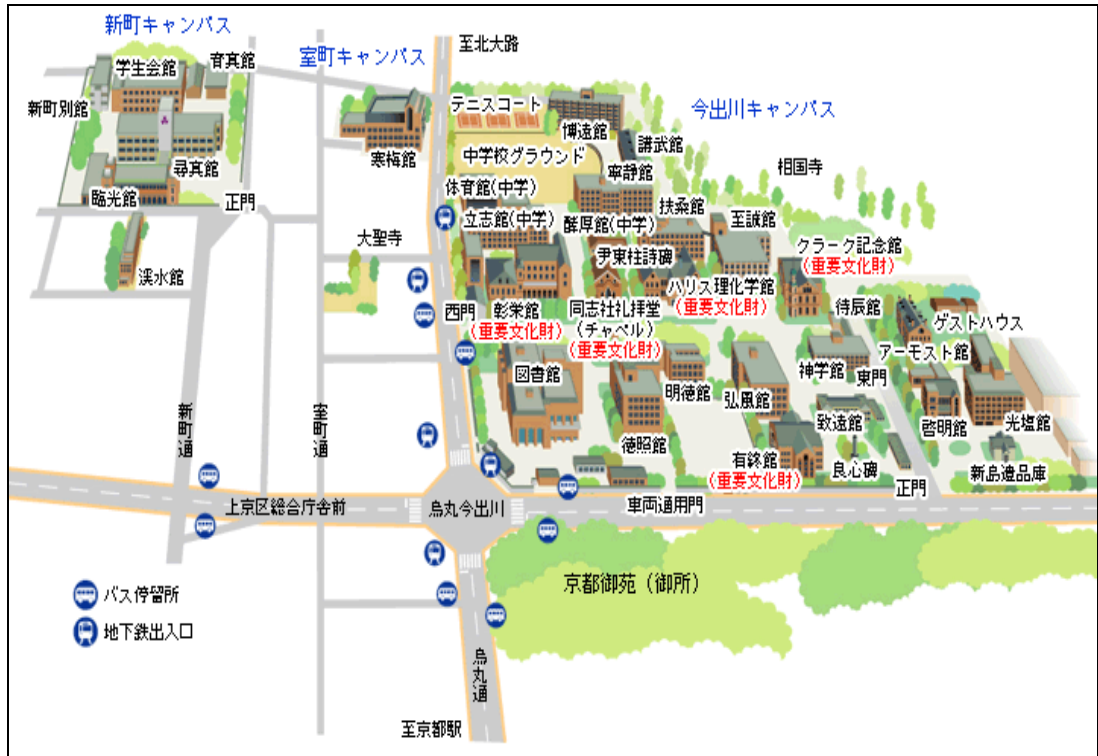 新町キャンパス
室町キャンパス
至北大路
今出川キャンパス
学生会館
育真館
新町別館
尋真館
臨光館
正門
渓水館
寒梅館
大聖寺
テニスコート
博遠館
講武館
中学校グラウンド
寧静館
相国寺
体育館(中学)
立志館(中学)
醇厚館(中学)
扶桑館
至誠館
尹東柱詩碑
クラーク記念館
(重要文化財)
ハリス理化学館
(重要文化財)
西門
彰栄館
(重要文化財)
同志社礼拝堂
(チャペル)
(重要文化財)
待辰館
ゲストハウス
アーモスト館
図書館
明徳館
弘風館
神学館
東門
徳照館
致遠館
啓明館
光塩館
有終館
(重要文化財)
良心碑
正門
新島遺品庫
新町通
室町通
上京区総合庁舎前
烏丸今出川
車両通用門
京都御苑(御所)
バス停留所
地下鉄出入口
烏丸通
至京都駅